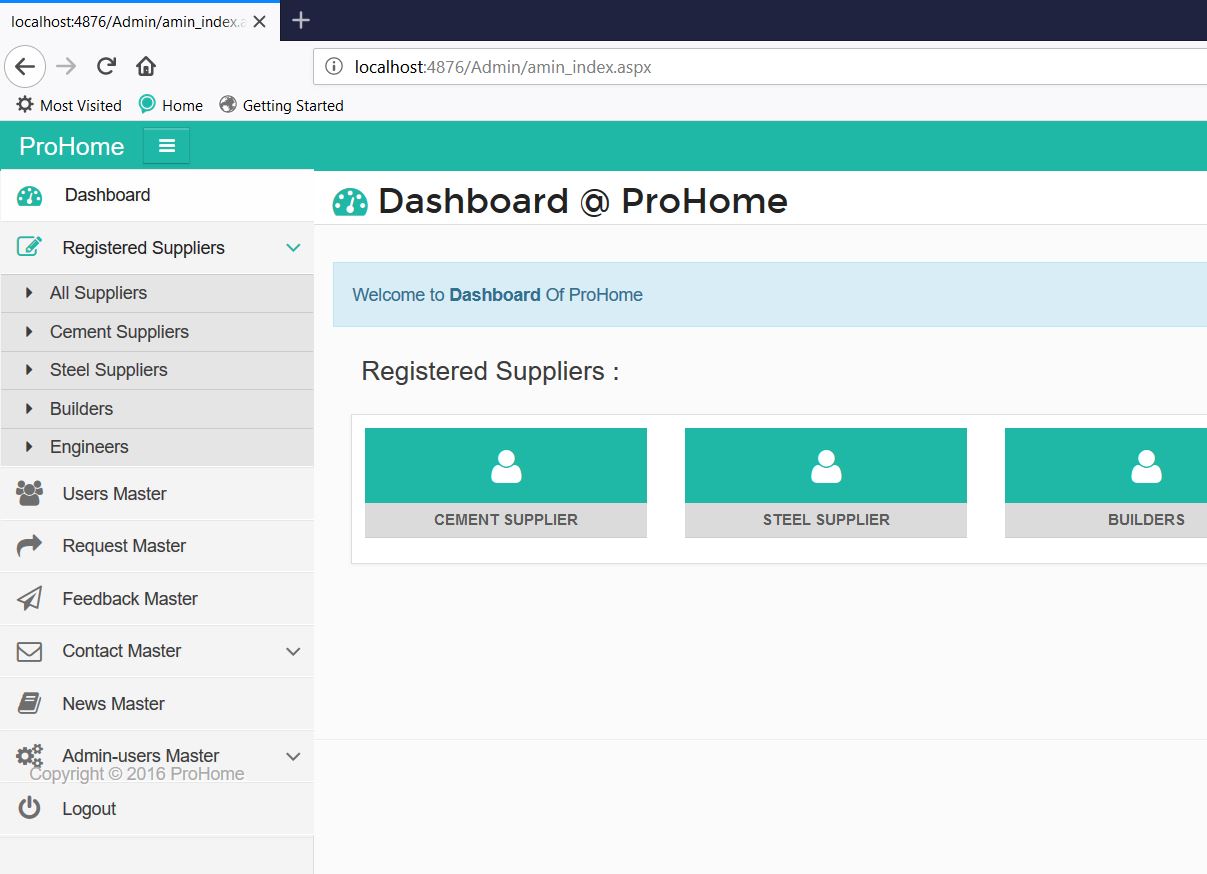 localhost:4876/Admin/amin_index.a
localhost:4876/Admin/amin_index.aspx
Most Visited Home Getting Started
ProHome
Dashboard
Registered Suppliers
All Suppliers
Cement Suppliers
Steel Suppliers
Builders
Engineers
Users Master
Request Master
Feedback Master
Contact Master
News Master
Admin-users Master
Copyright © 2016 ProHome
Logout
Dashboard @ ProHome
Welcome to Dashboard Of ProHome
Registered Suppliers :
CEMENT SUPPLIER
STEEL SUPPLIER
BUILDERS